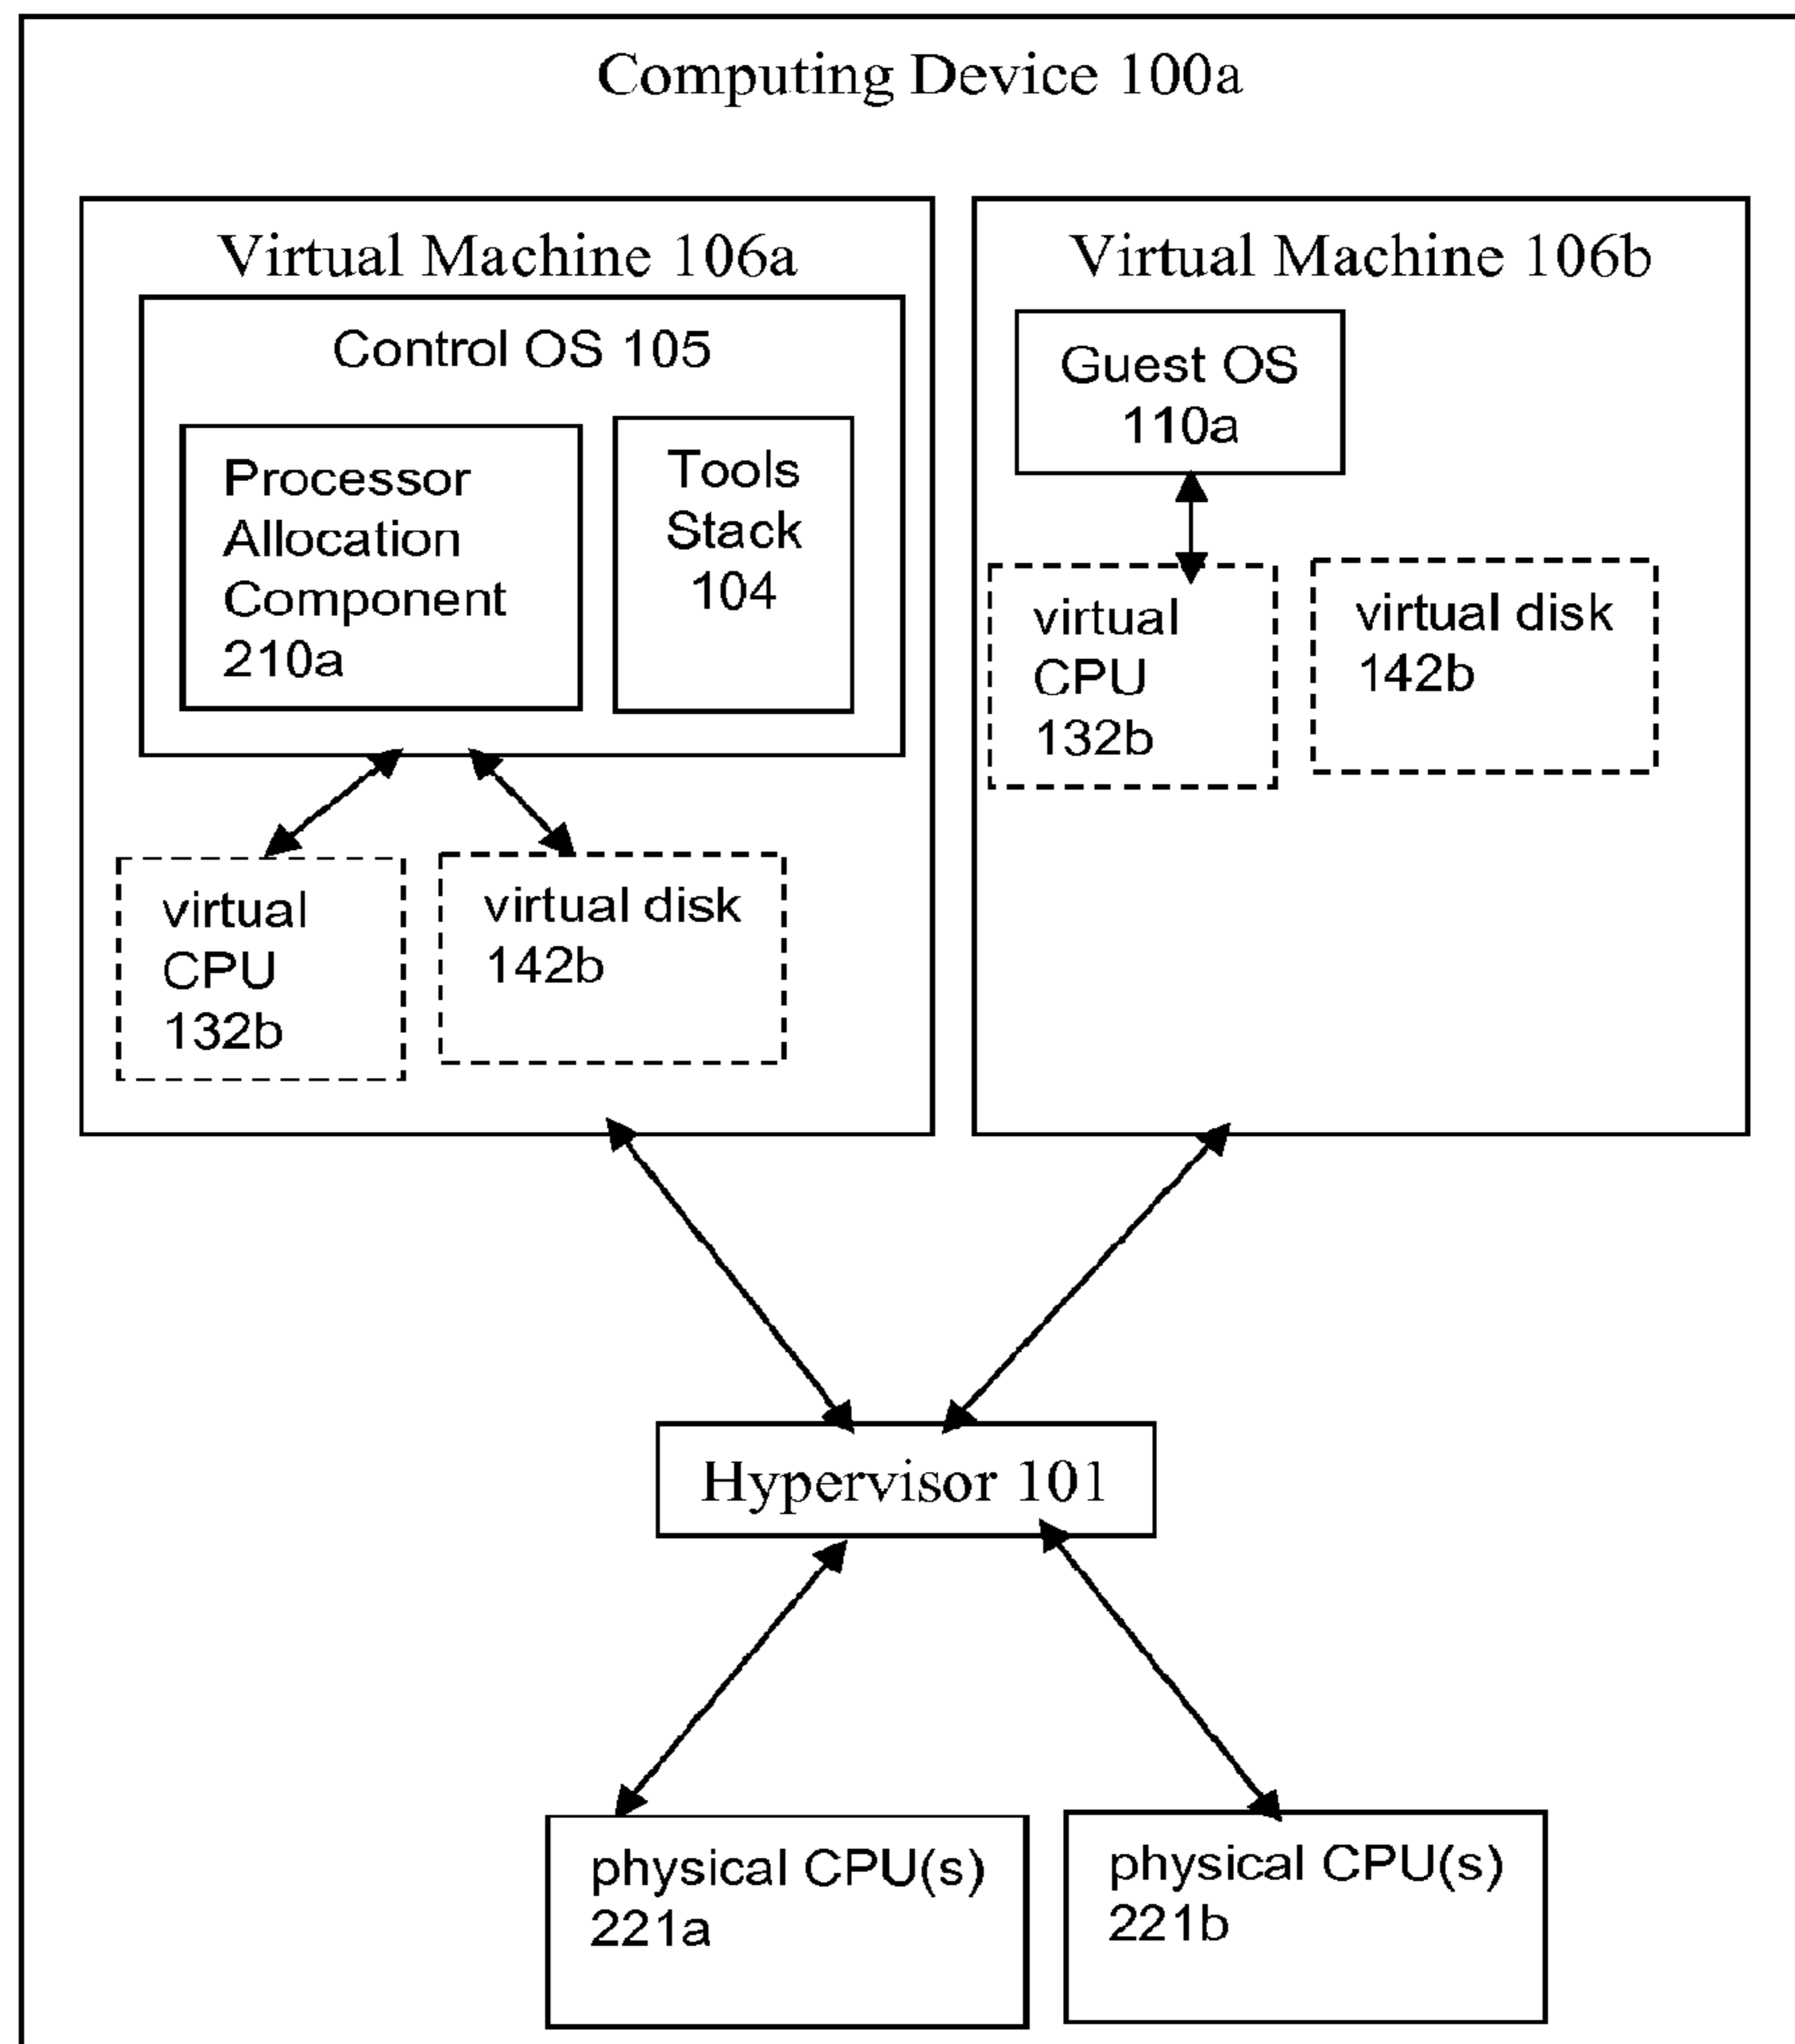 Computing Device 100a
Virtual Machine 106a
Control OS 105
Processor
Allocation
Component
210a
Tools
Stack
104
virtual
CPU
132b
virtual disk
142b
Virtual Machine 106b
Guest OS
110a
virtual
CPU
132b
virtual disk
142b
Hypervisor 101
physical CPU(s)
221a
physical CPU(s)
221b